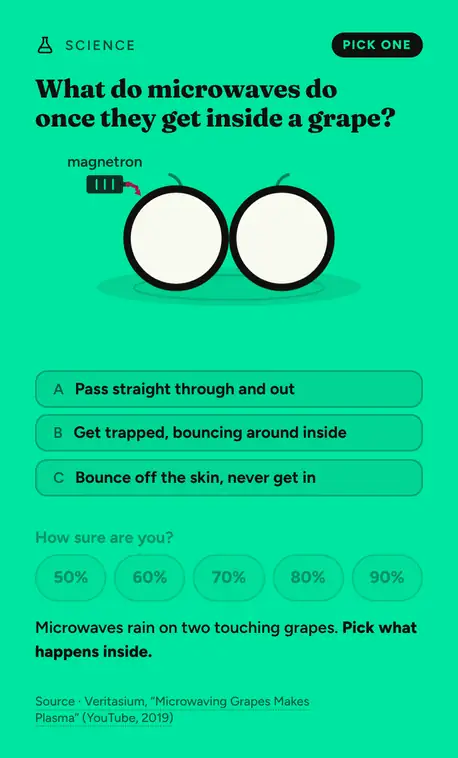 SCIENCE
PICK ONE
What do microwaves do
once they get inside a grape?
magnetron
A Pass straight through and out
B Get trapped, bouncing around inside
C Bounce off the skin, never get in
How sure are you?
50% 60% 70% 80% 90%
Microwaves rain on two touching grapes. Pick what
happens inside.
Source · Veritasium, “Microwaving Grapes Makes
Plasma” (YouTube, 2019)